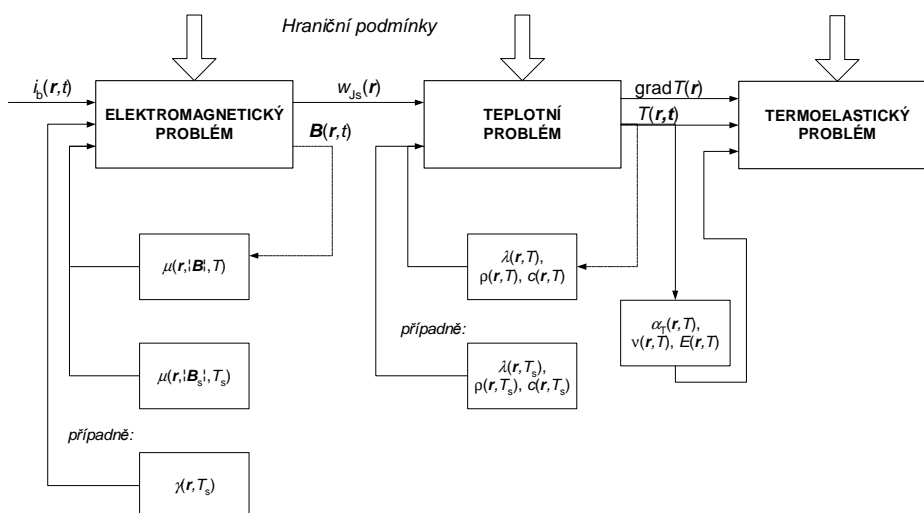 Hraniční podmínky
i_b(r,t)
ELEKTROMAGNETICKÝ
PROBLÉM
w_Js(r)
B(r,t)
TEPLOTNÍ
PROBLÉM
grad T(r)
T(r,t)
TERMOELASTICKÝ
PROBLÉM
μ(r,¦B¦,T)
λ(r,T),
ρ(r,T), c(r,T)
α_T(r,T),
ν(r,T), E(r,T)
případně:
μ(r,¦B_s¦,T_s)
λ(r,T_s),
ρ(r,T_s), c(r,T_s)
případně:
γ(r,T_s)